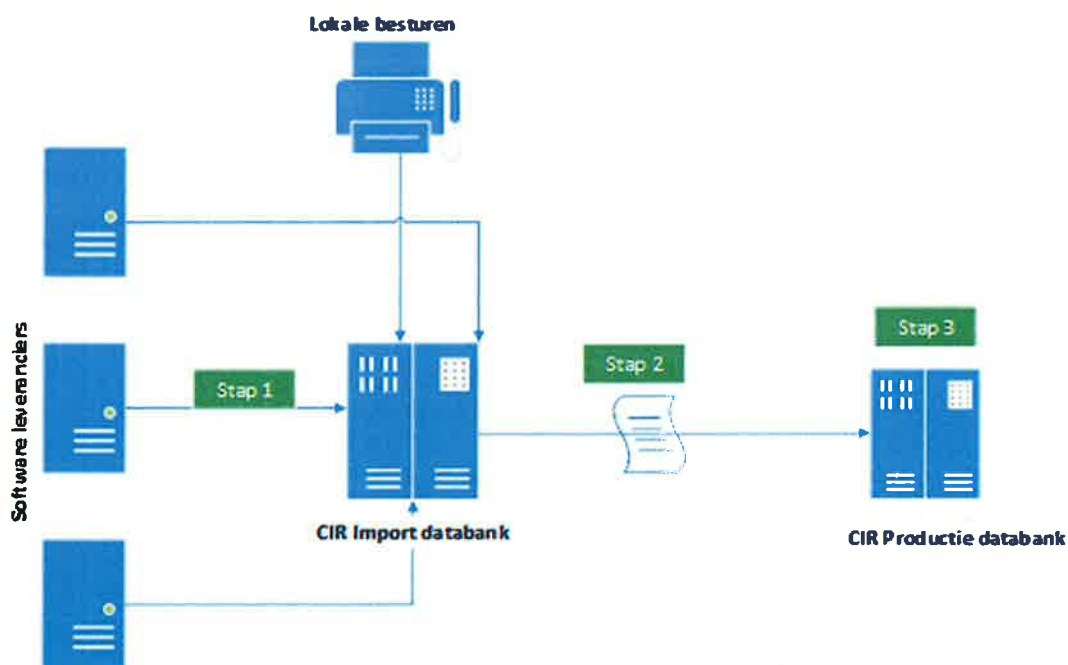 Lokale besturen
Software leveranciers
Stap 1
Stap 2
Stap 3
CIR Import databank
CIR Productie databank